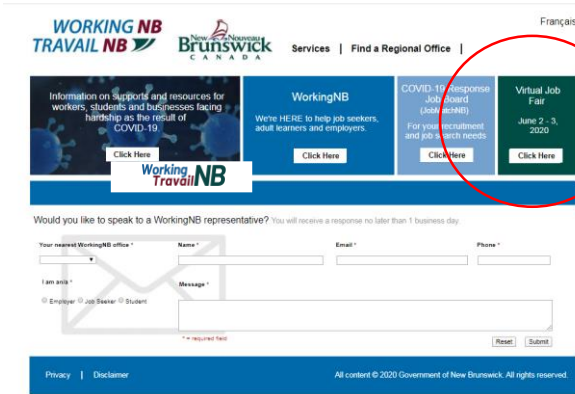 Français
WORKING NB
TRAVAIL NB
New Nouveau
Brunswick
CANADA
Services | Find a Regional Office |
Information on supports and resources for
workers, students and businesses facing
hardship as the result of
COVID-19.
Click Here
WorkingNB
We're HERE to help job seekers,
adult learners and employers.
Click Here
COVID-19 Response
Job Board
(JobMatchNB)
For your recruitment
and job search needs
Click Here
Virtual Job
Fair
June 2 - 3,
2020
Click Here
Working
Travail NB
Would you like to speak to a WorkingNB representative? You will receive a response no later than 1 business day.
Your nearest WorkingNB office * Name * Email * Phone *
I am a/is * Message *
Employer Job Seeker Student
* = required field
Reset Submit
Privacy | Disclaimer All content © 2020 Government of New Brunswick. All rights reserved.